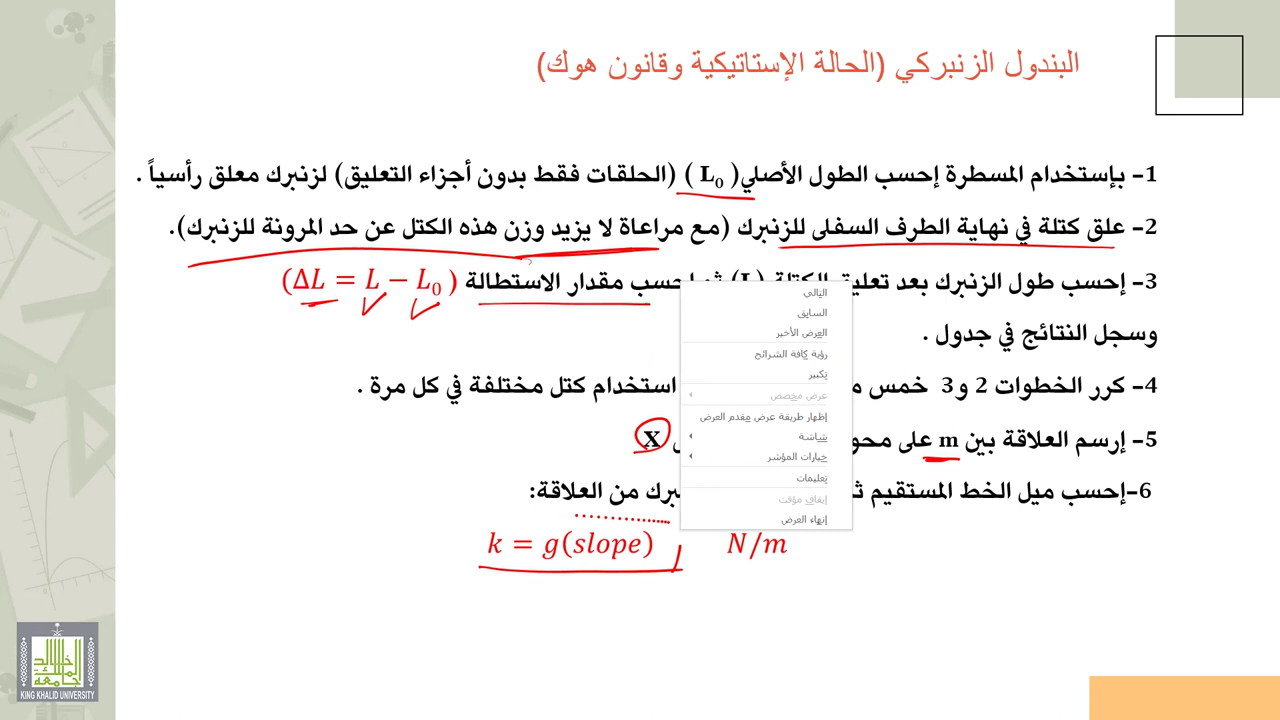 البندول الزنبركي (الحالة الإستاتيكية وقانون هوك)
1- بإستخدام المسطرة إحسب الطول الأصلي( L₀ ) (الحلقات فقط بدون أجزاء التعليق) لزنبرك معلق رأسياً .
2- علق كتلة في نهاية الطرف السفلى للزنبرك (مع مراعاة لا يزيد وزن هذه الكتل عن حد المرونة للزنبرك).
3- إحسب طول الزنبرك بعد تعليق الكتلة (L) ثم إحسب مقدار الاستطالة (ΔL = L − L₀)
وسجل النتائج في جدول .
4- كرر الخطوات 2 و3 خمس استخدام كتل مختلفة في كل مرة .
5- إرسم العلاقة بين m على X
6-إحسب ميل الخط المستقيم من العلاقة:
k = g(slope) , N/m
التالي
السابق
العرض الأخير
رؤية كافة الشرائح
تكبير
عرض مخصص
إظهار طريقة عرض مقدم العرض
شاشة
خيارات المؤشر
تعليمات
إيقاف مؤقت
إنهاء العرض
جامعة الملك خالد
KING KHALID UNIVERSITY